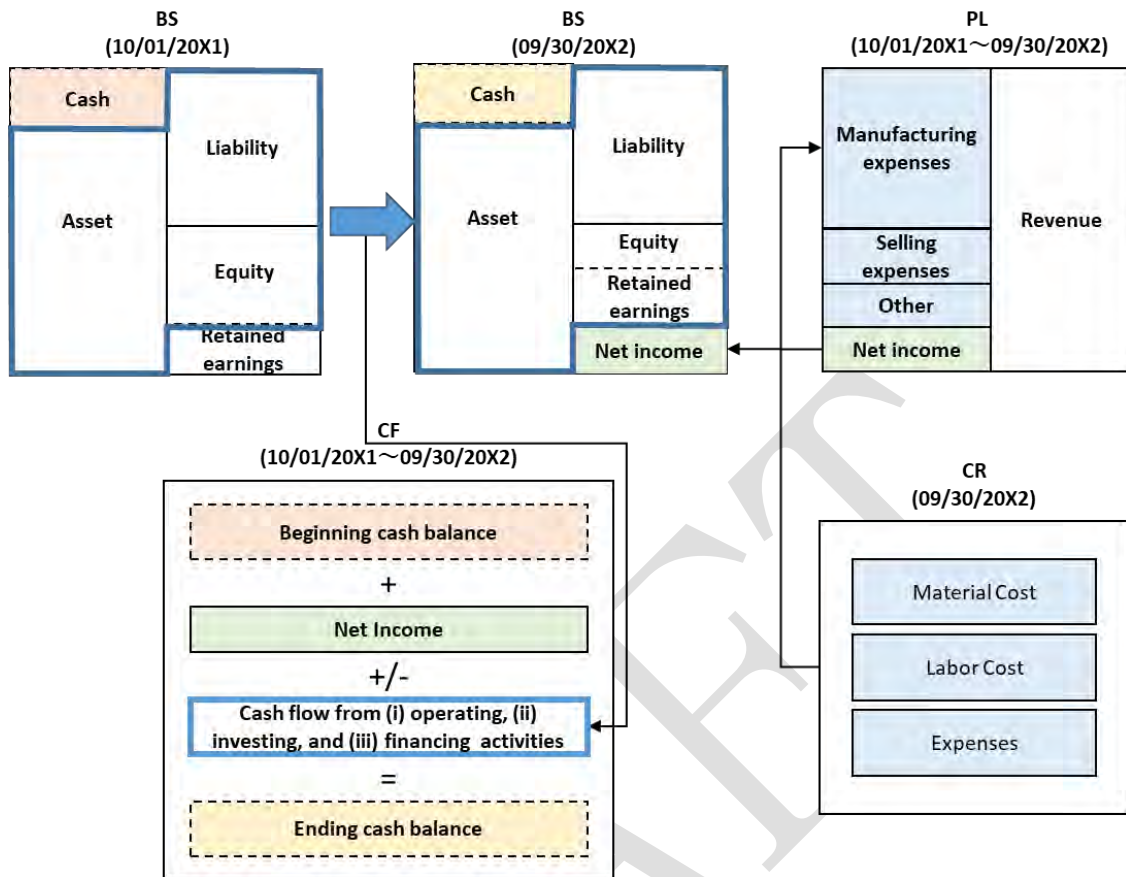 BS
(10/01/20X1)
Cash
Liability
Asset
Equity
Retained
earnings
BS
(09/30/20X2)
Cash
Liability
Asset
Equity
Retained
earnings
Net income
PL
(10/01/20X1～09/30/20X2)
Manufacturing
expenses
Revenue
Selling
expenses
Other
Net income
CF
(10/01/20X1～09/30/20X2)
Beginning cash balance
+
Net Income
+/-
Cash flow from (i) operating, (ii)
investing, and (iii) financing activities
=
Ending cash balance
CR
(09/30/20X2)
Material Cost
Labor Cost
Expenses